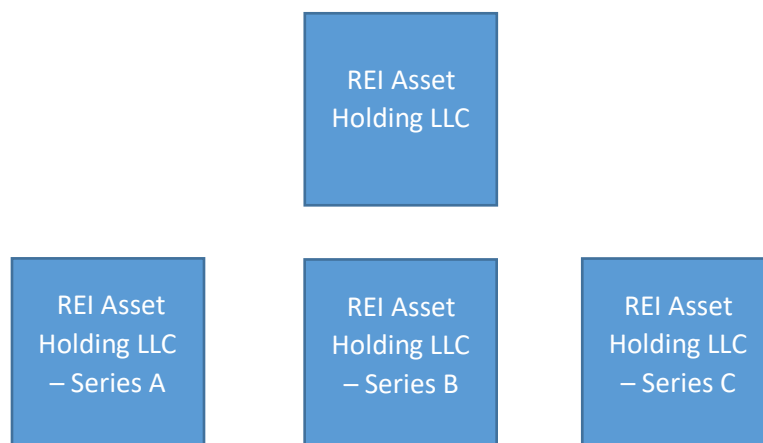 REI Asset
Holding LLC
REI Asset
Holding LLC
– Series A
REI Asset
Holding LLC
– Series B
REI Asset
Holding LLC
– Series C